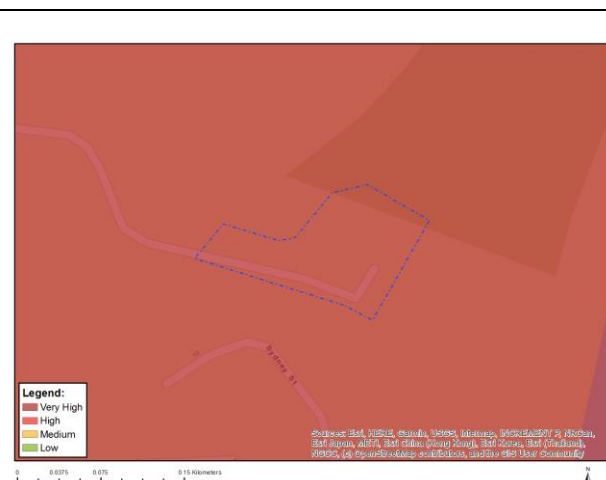 Sydney St
Legend:
Very High
High
Medium
Low
Sources: Esri, HERE, Garmin, USGS, Intermap, INCREMENT P, NRCan,
Esri Japan, METI, Esri China (Hong Kong), Esri Korea, Esri (Thailand),
NGCC, (c) OpenStreetMap contributors, and the GIS User Community
0 0.0375 0.075 0.15 Kilometers
N